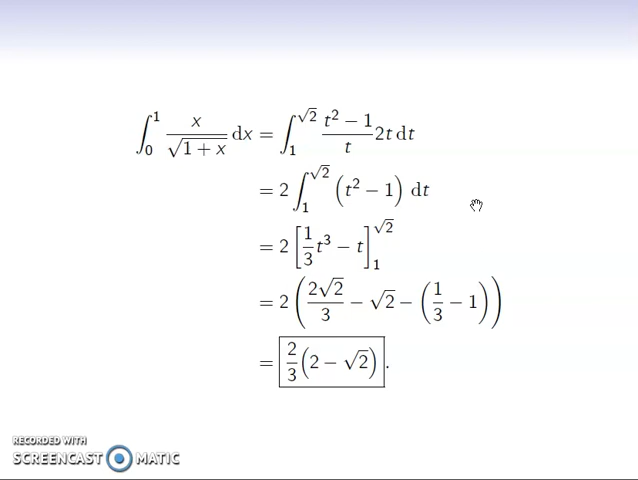 ∫₀¹ x/√(1+x) dx = ∫₁^√2 (t² − 1)/t 2t dt
= 2 ∫₁^√2 (t² − 1) dt
= 2 [1/3 t³ − t]₁^√2
= 2 (2√2/3 − √2 − (1/3 − 1))
= 2/3 (2 − √2).
RECORDED WITH
SCREENCAST MATIC